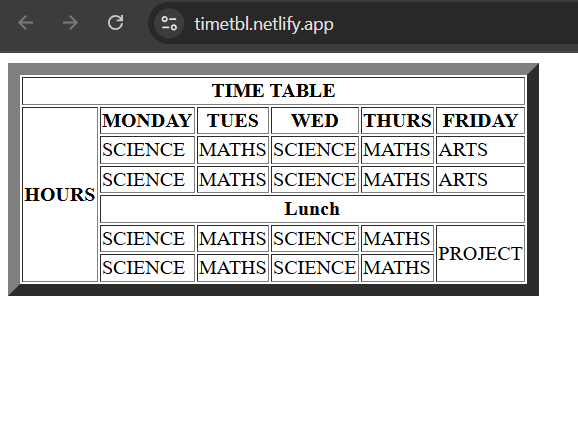 timetbl.netlify.app
TIME TABLE
MONDAY TUES WED THURS FRIDAY
SCIENCE MATHS SCIENCE MATHS ARTS
SCIENCE MATHS SCIENCE MATHS ARTS
HOURS
Lunch
SCIENCE MATHS SCIENCE MATHS
PROJECT
SCIENCE MATHS SCIENCE MATHS